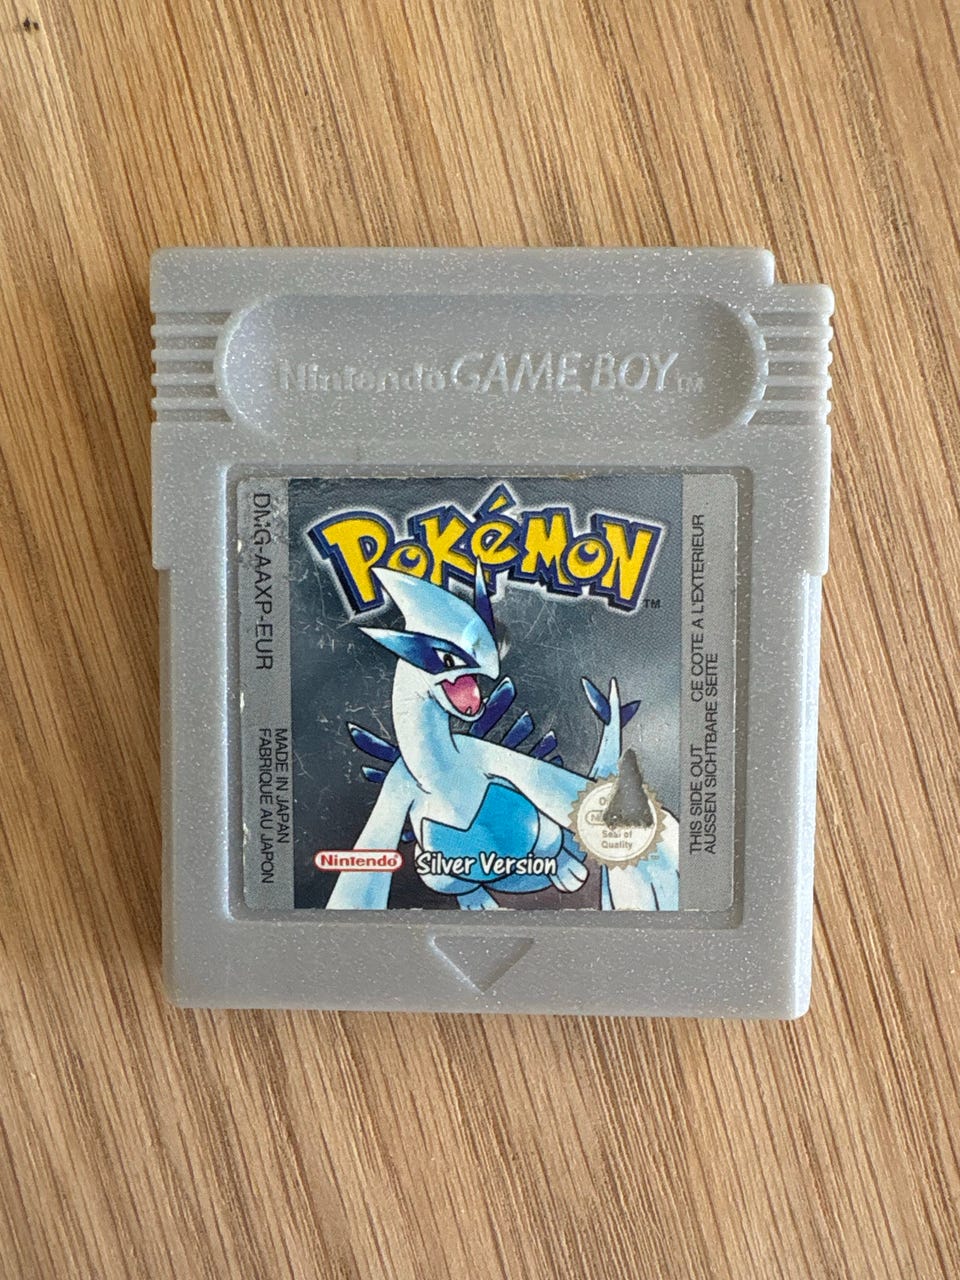 Nintendo GAME BOY TM
POKéMON
TM
DMG-AAXP-EUR
MADE IN JAPAN
FABRIQUE AU JAPON
THIS SIDE OUT CE COTE A L'EXTERIEUR
AUSSEN SICHTBARE SEITE
Seal of
Quality
TM
Nintendo
Silver Version